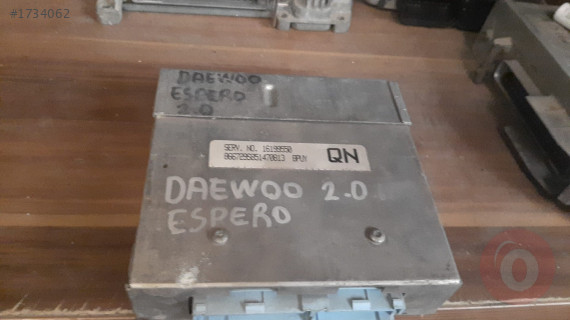 #1734062
DAEWOO
ESPERO
2.0
SERV. NO. 16199550
QN
DAEWOO 2.0
ESPERO